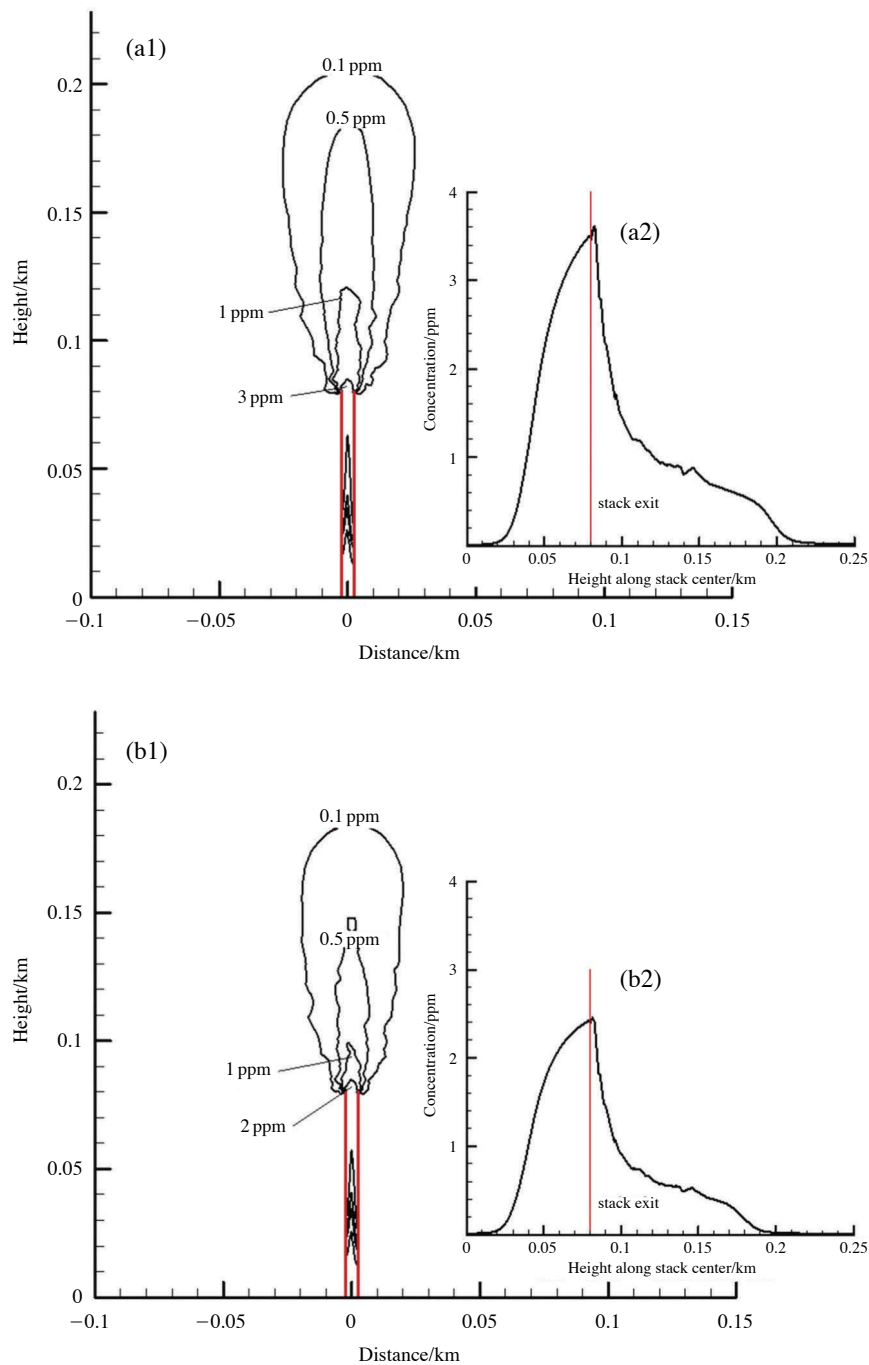 (a1)
0.1 ppm
0.5 ppm
1 ppm
3 ppm
0.2
0.15
0.1
0.05
0
Height/km
−0.1
−0.05
0
0.05
0.1
0.15
Distance/km
(a2)
4
3
2
1
Concentration/ppm
stack exit
0
0.05
0.1
0.15
0.2
0.25
Height along stack center/km
(b1)
0.1 ppm
0.5 ppm
1 ppm
2 ppm
0.2
0.15
0.1
0.05
0
Height/km
−0.1
−0.05
0
0.05
0.1
0.15
Distance/km
(b2)
4
3
2
1
Concentration/ppm
stack exit
0
0.05
0.1
0.15
0.2
0.25
Height along stack center/km